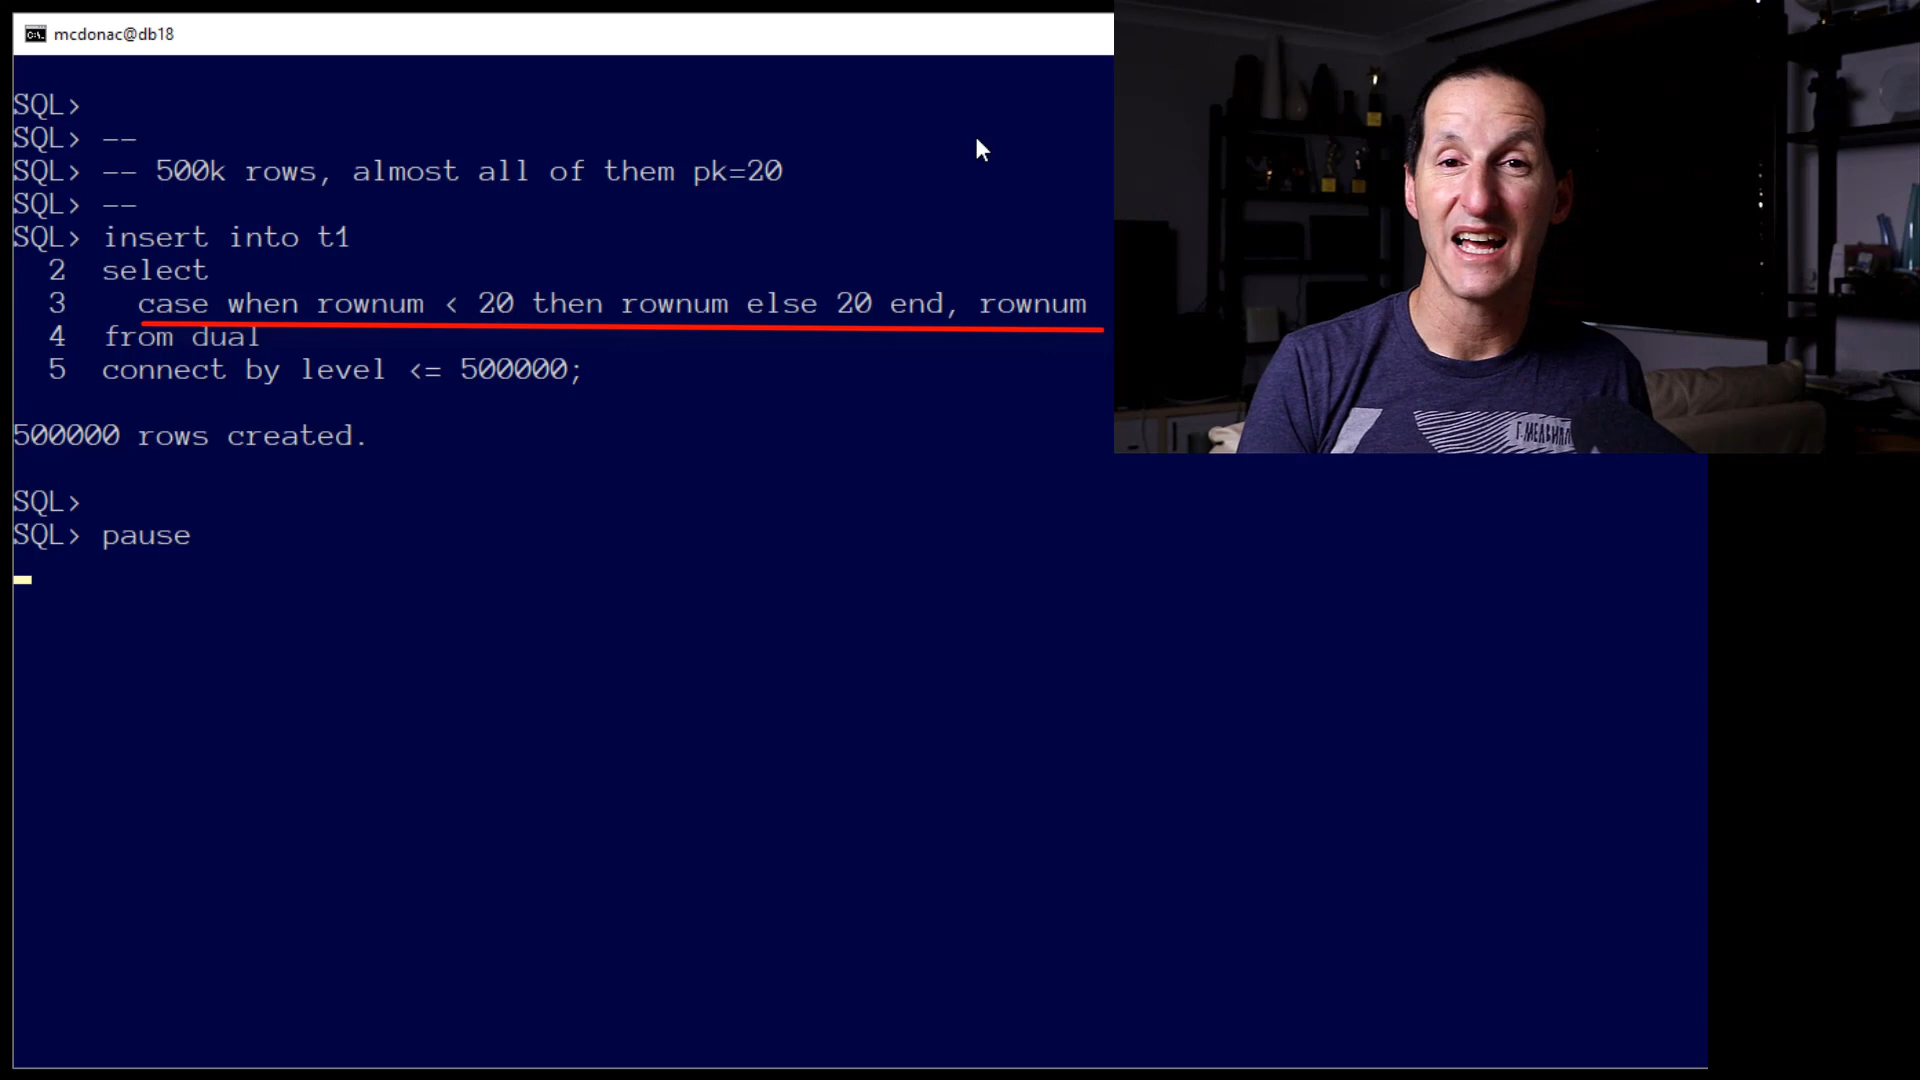 mcdonac@db18
SQL>
SQL> --
SQL> -- 500k rows, almost all of them pk=20
SQL> --
SQL> insert into t1
2 select
3 case when rownum < 20 then rownum else 20 end, rownum
4 from dual
5 connect by level <= 500000;
500000 rows created.
SQL>
SQL> pause